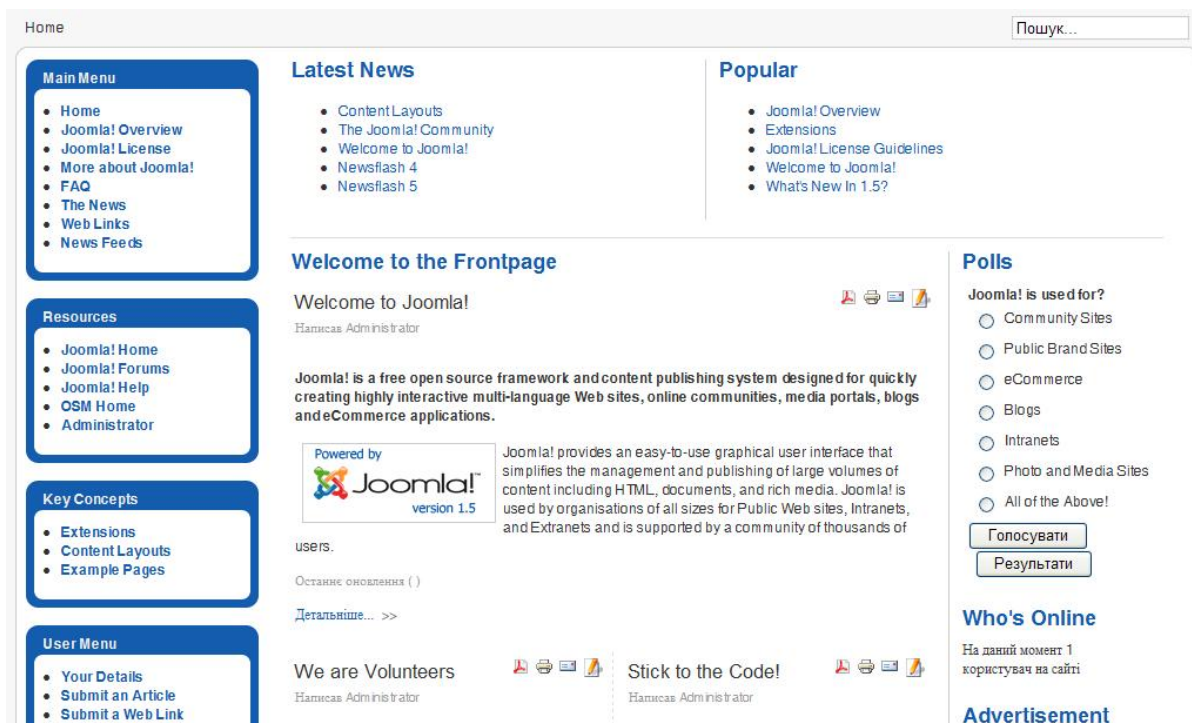 Home
Пошук...
Main Menu
Home
Joomla! Overview
Joomla! License
More about Joomla!
FAQ
The News
Web Links
News Feeds
Resources
Joomla! Home
Joomla! Forums
Joomla! Help
OSM Home
Administrator
Key Concepts
Extensions
Content Layouts
Example Pages
User Menu
Your Details
Submit an Article
Submit a Web Link
Latest News
Content Layouts
The Joomla! Community
Welcome to Joomla!
Newsflash 4
Newsflash 5
Popular
Joomla! Overview
Extensions
Joomla! License Guidelines
Welcome to Joomla!
What's New In 1.5?
Welcome to the Frontpage
Welcome to Joomla!
Написав Administrator
Joomla! is a free open source framework and content publishing system designed for quickly
creating highly interactive multi-language Web sites, online communities, media portals, blogs
and eCommerce applications.
Powered by
Joomla!™
version 1.5
Joomla! provides an easy-to-use graphical user interface that
simplifies the management and publishing of large volumes of
content including HTML, documents, and rich media. Joomla! is
used by organisations of all sizes for Public Web sites, Intranets,
and Extranets and is supported by a community of thousands of
users.
Останнє оновлення ( )
Детальніше... >>
We are Volunteers
Написав Administrator
Stick to the Code!
Написав Administrator
Polls
Joomla! is used for?
Community Sites
Public Brand Sites
eCommerce
Blogs
Intranets
Photo and Media Sites
All of the Above!
Голосувати
Результати
Who's Online
На даний момент 1
користувач на сайті
Advertisement